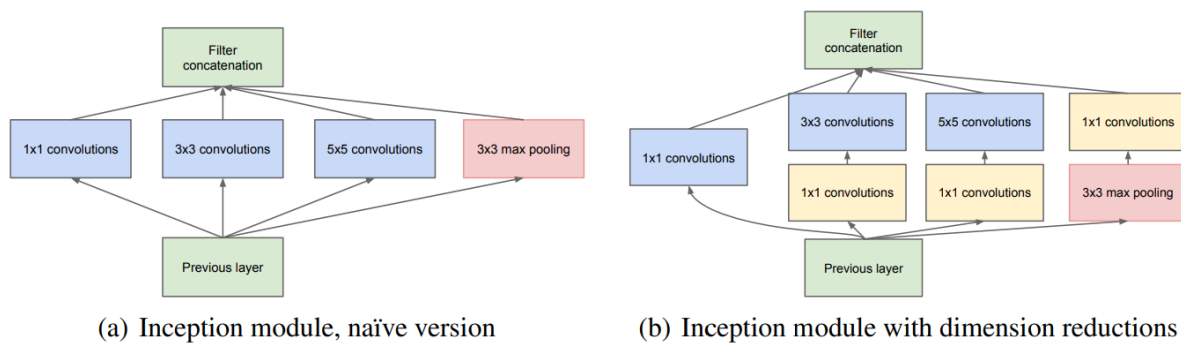 Filter
concatenation
1x1 convolutions
3x3 convolutions
5x5 convolutions
3x3 max pooling
Previous layer
(a) Inception module, naïve version
Filter
concatenation
3x3 convolutions
5x5 convolutions
1x1 convolutions
1x1 convolutions
1x1 convolutions
1x1 convolutions
3x3 max pooling
Previous layer
(b) Inception module with dimension reductions